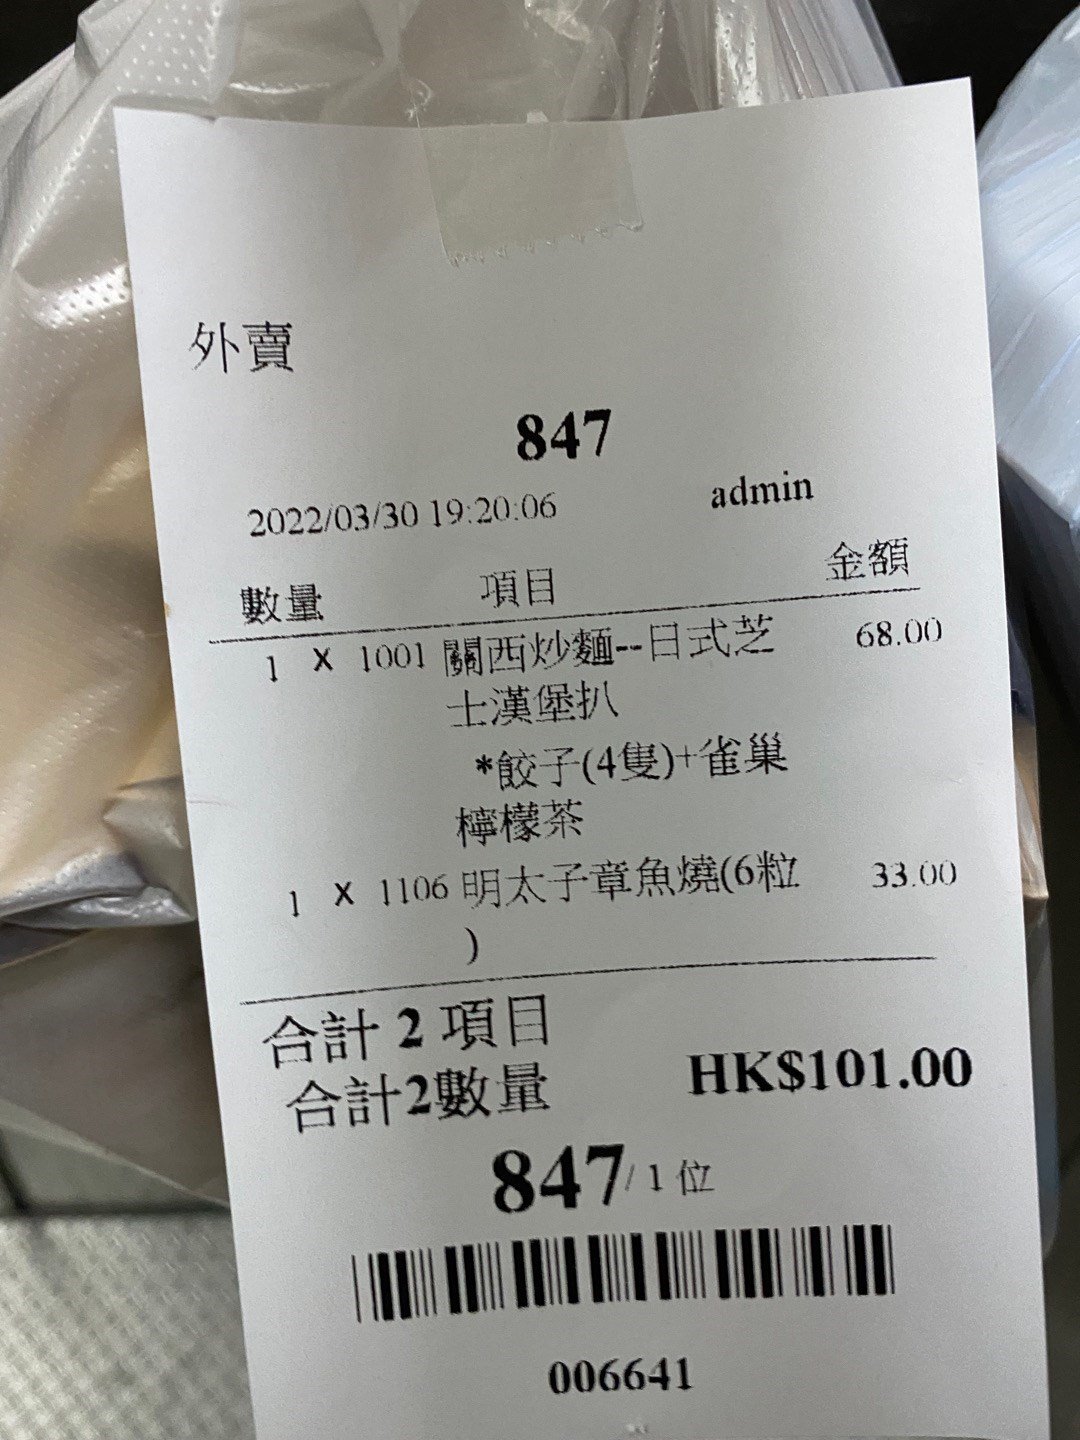 外賣
847
2022/03/30 19:20:06 admin
數量 項目 金額
1 X 1001 關西炒麵--日式芝 68.00
士漢堡扒
*餃子(4隻)+雀巢
檸檬茶
1 X 1106 明太子章魚燒(6粒 33.00
)
合計 2 項目
合計2數量 HK$101.00
847/ 1 位
006641